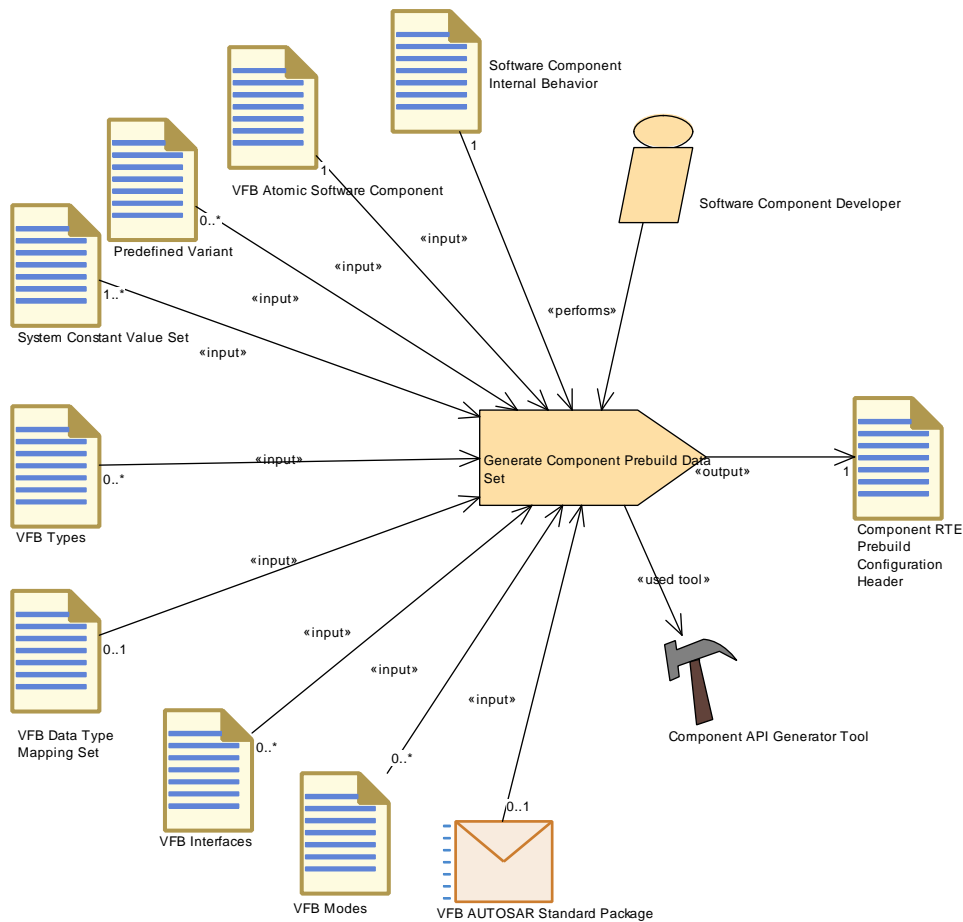 Software Component
Internal Behavior
1
VFB Atomic Software Component
1
Software Component Developer
Predefined Variant
0..*
«input»
«input»
«input»
«performs»
System Constant Value Set
1..*
«input»
VFB Types
0..*
«input»
Generate Component Prebuild Data
Set
«output»
1
Component RTE
Prebuild
Configuration
Header
VFB Data Type
Mapping Set
0..1
«input»
«used tool»
Component API Generator Tool
VFB Interfaces
0..*
«input»
VFB Modes
0..*
«input»
VFB AUTOSAR Standard Package
0..1
«input»